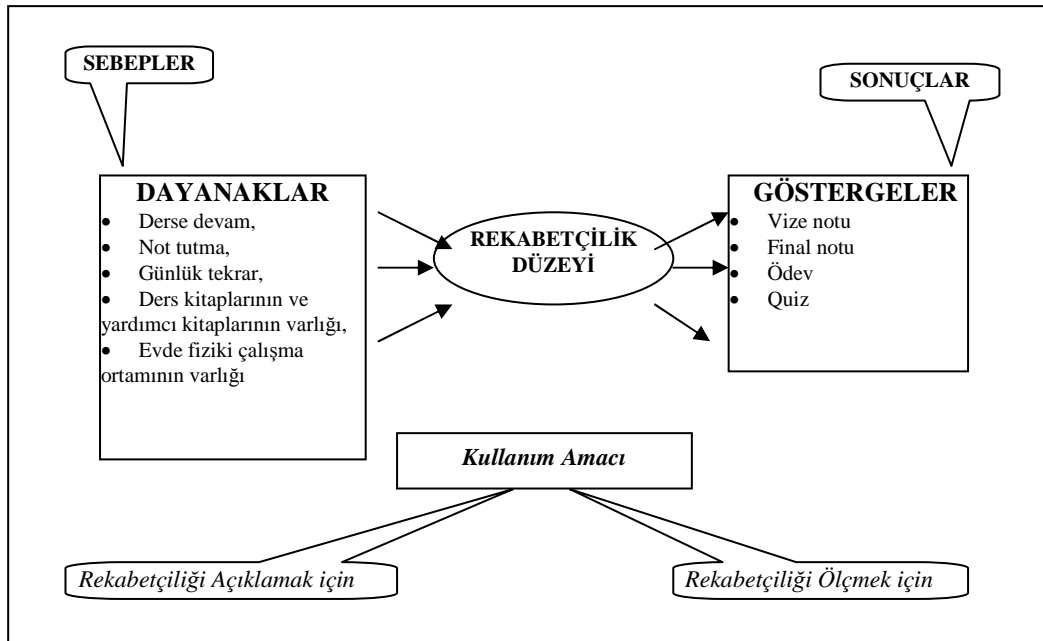 SEBEPLER
SONUÇLAR
DAYANAKLAR
● Derse devam,
● Not tutma,
● Günlük tekrar,
● Ders kitaplarının ve
yardımcı kitaplarının varlığı,
● Evde fiziki çalışma
ortamının varlığı
REKABETÇİLİK
DÜZEYİ
GÖSTERGELER
● Vize notu
● Final notu
● Ödev
● Quiz
Kullanım Amacı
Rekabetçiliği Açıklamak için
Rekabetçiliği Ölçmek için